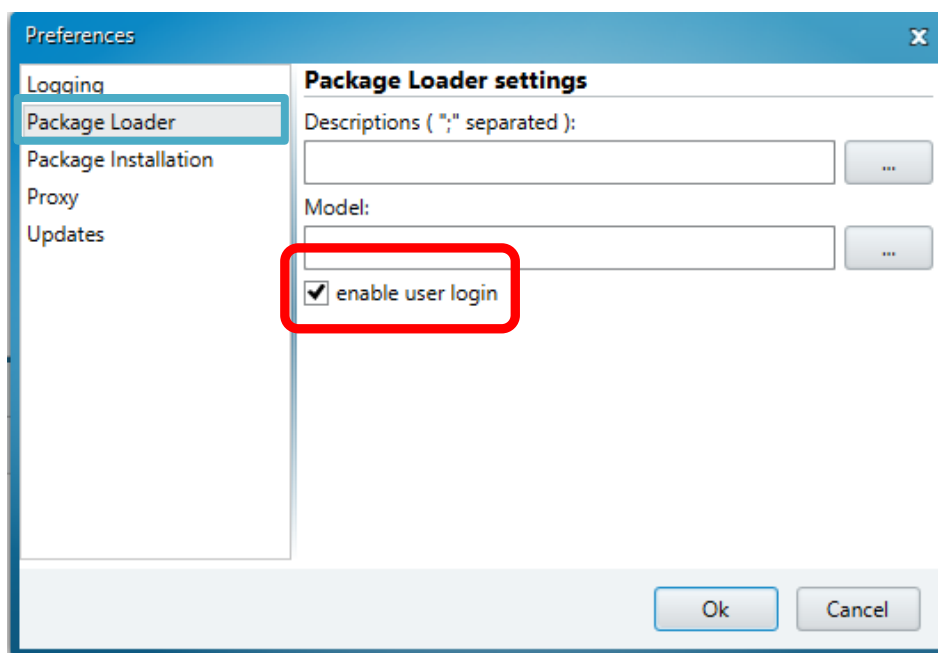 Preferences
Logging
Package Loader
Package Installation
Proxy
Updates
Package Loader settings
Descriptions ( ";" separated ):
...
Model:
...
enable user login
Ok
Cancel